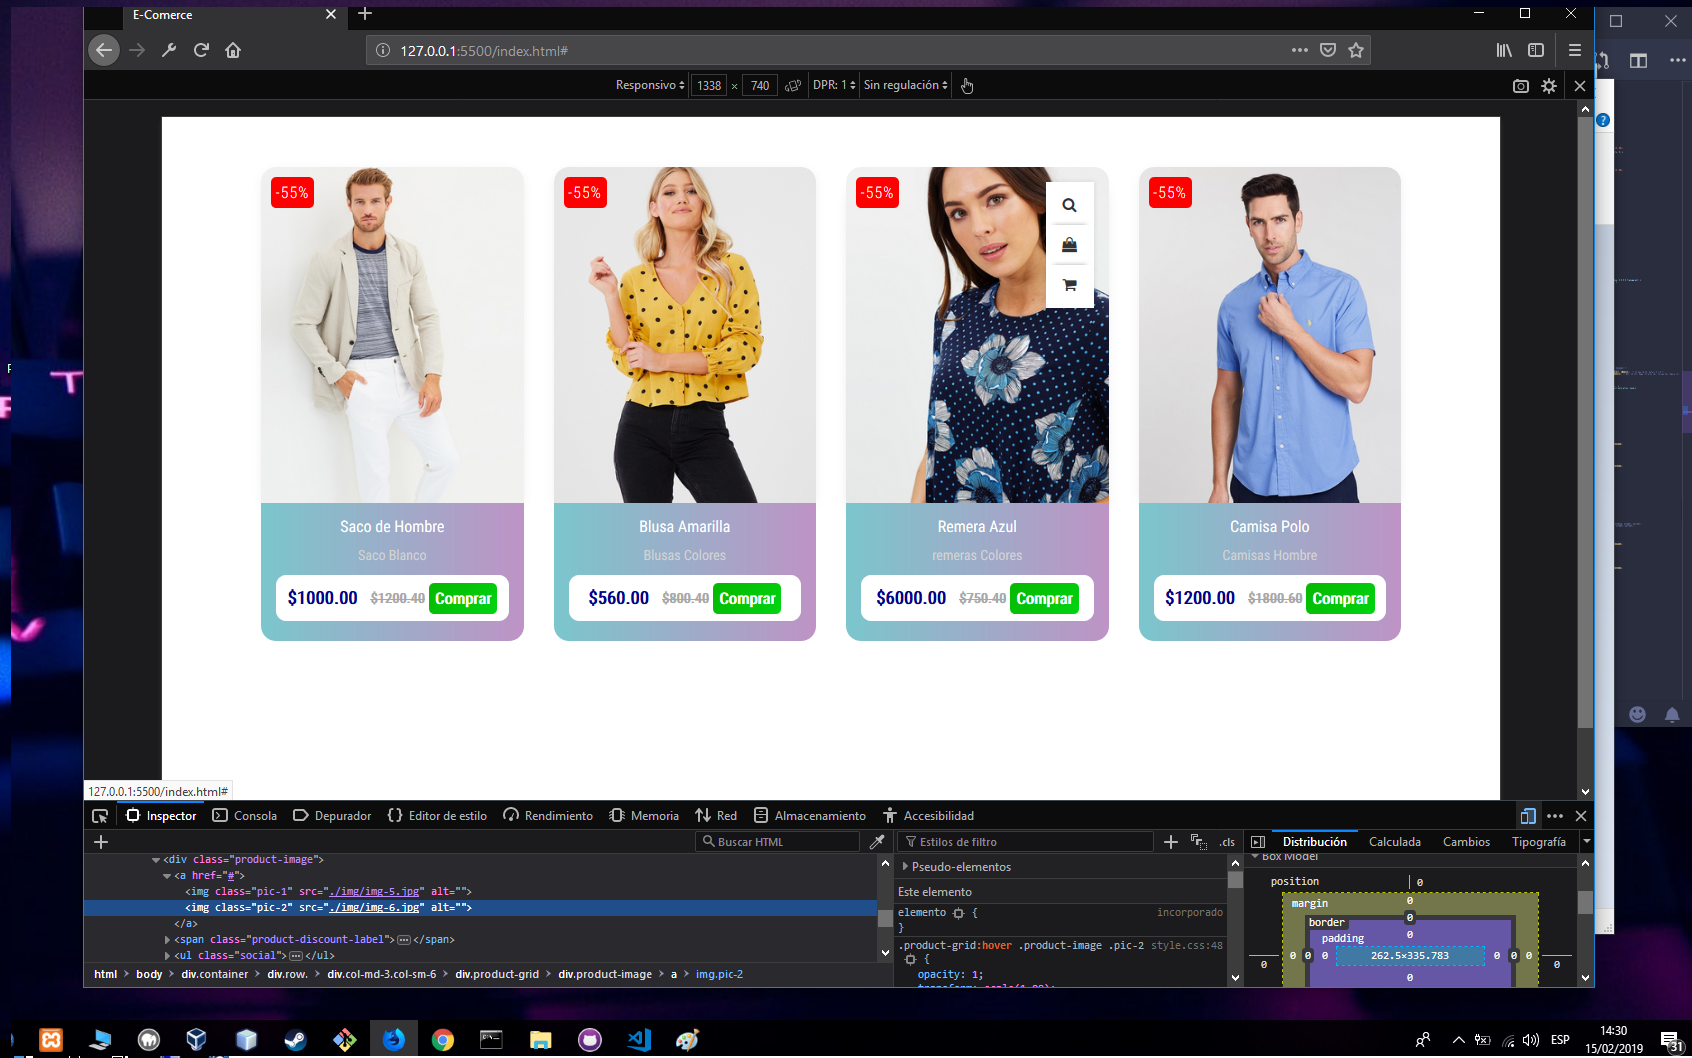 E-Comerce
127.0.0.1:5500/index.html#
Responsivo 1338 × 740 DPR: 1 Sin regulación
-55%
-55%
-55%
-55%
Saco de Hombre
Saco Blanco
$1000.00 $1200.40 Comprar
Blusa Amarilla
Blusas Colores
$560.00 $800.40 Comprar
Remera Azul
remeras Colores
$6000.00 $750.40 Comprar
Camisa Polo
Camisas Hombre
$1200.00 $1800.60 Comprar
127.0.0.1:5500/index.html#
Inspector Consola Depurador Editor de estilo Rendimiento Memoria Red Almacenamiento Accesibilidad
Buscar HTML
<div class="product-image">
<a href="#">
<img class="pic-1" src="./img/img-5.jpg" alt="">
<img class="pic-2" src="./img/img-6.jpg" alt="">
</a>
<span class="product-discount-label">…</span>
<ul class="social">…</ul>
html > body > div.container > div.row. > div.col-md-3.col-sm-6 > div.product-grid > div.product-image > a > img.pic-2
Estilos de filtro .cls
Pseudo-elementos
Este elemento
elemento { incorporado
}
.product-grid:hover .product-image .pic-2 style.css:48
{
opacity: 1;
Distribución Calculada Cambios Tipografía
Box Model
position 0
margin 0
border 0
padding 0
0 0 0 0 262.5×335.783 0 0 0 0
0
ESP
14:30
15/02/2019
31